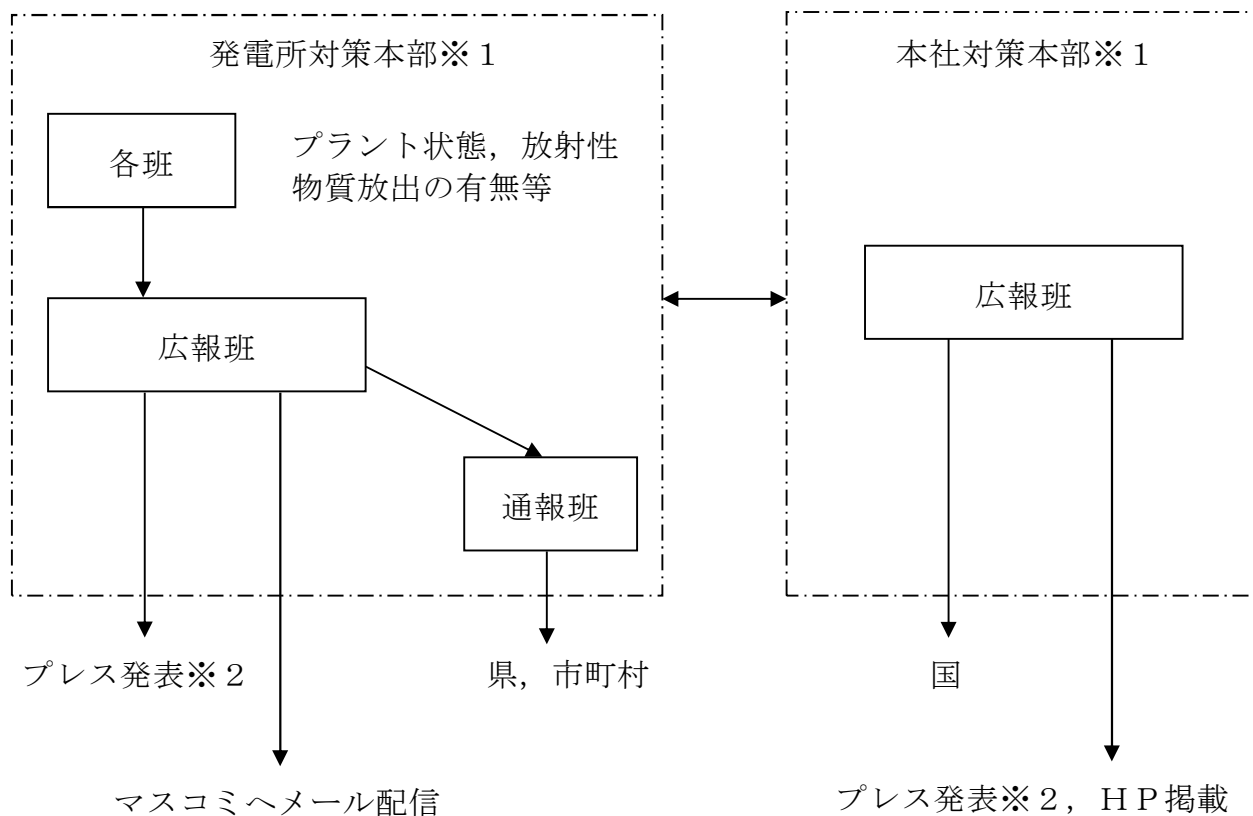 発電所対策本部※１
本社対策本部※１
各班
プラント状態，放射性
物質放出の有無等
広報班
広報班
通報班
プレス発表※２
県，市町村
国
マスコミへメール配信
プレス発表※２，ＨＰ掲載